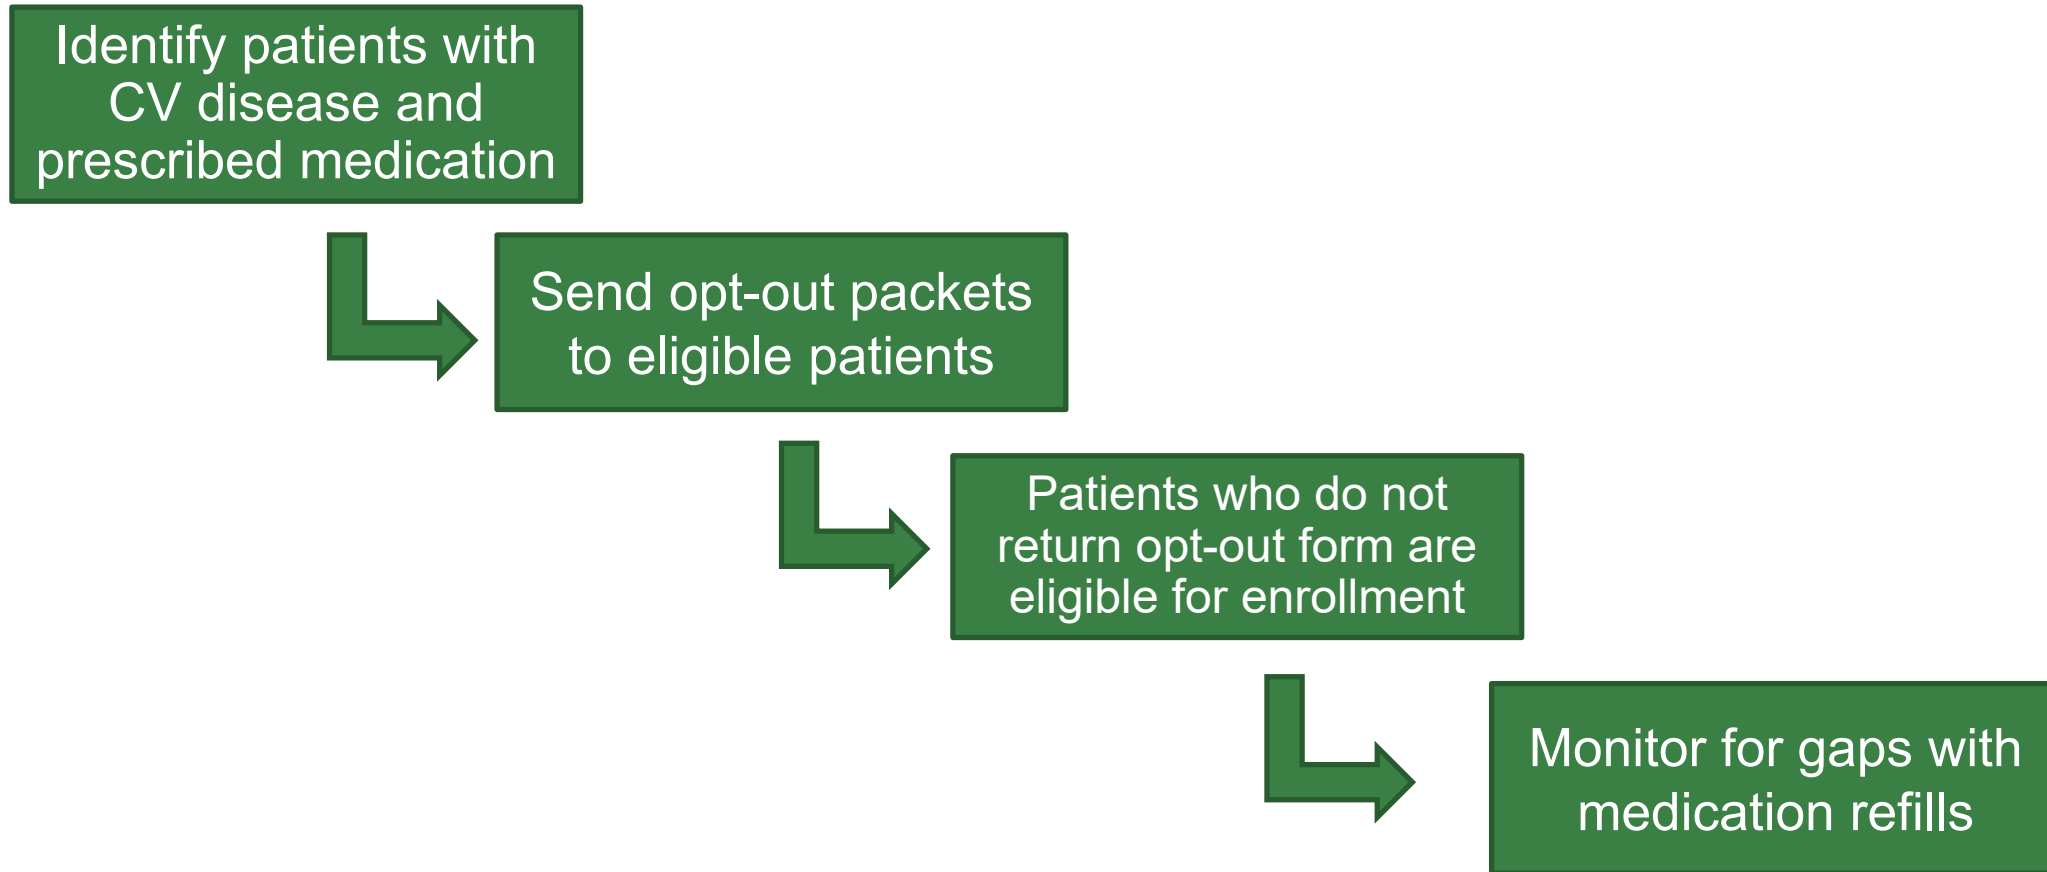 Identify patients with
CV disease and
prescribed medication
Send opt-out packets
to eligible patients
Patients who do not
return opt-out form are
eligible for enrollment
Monitor for gaps with
medication refills